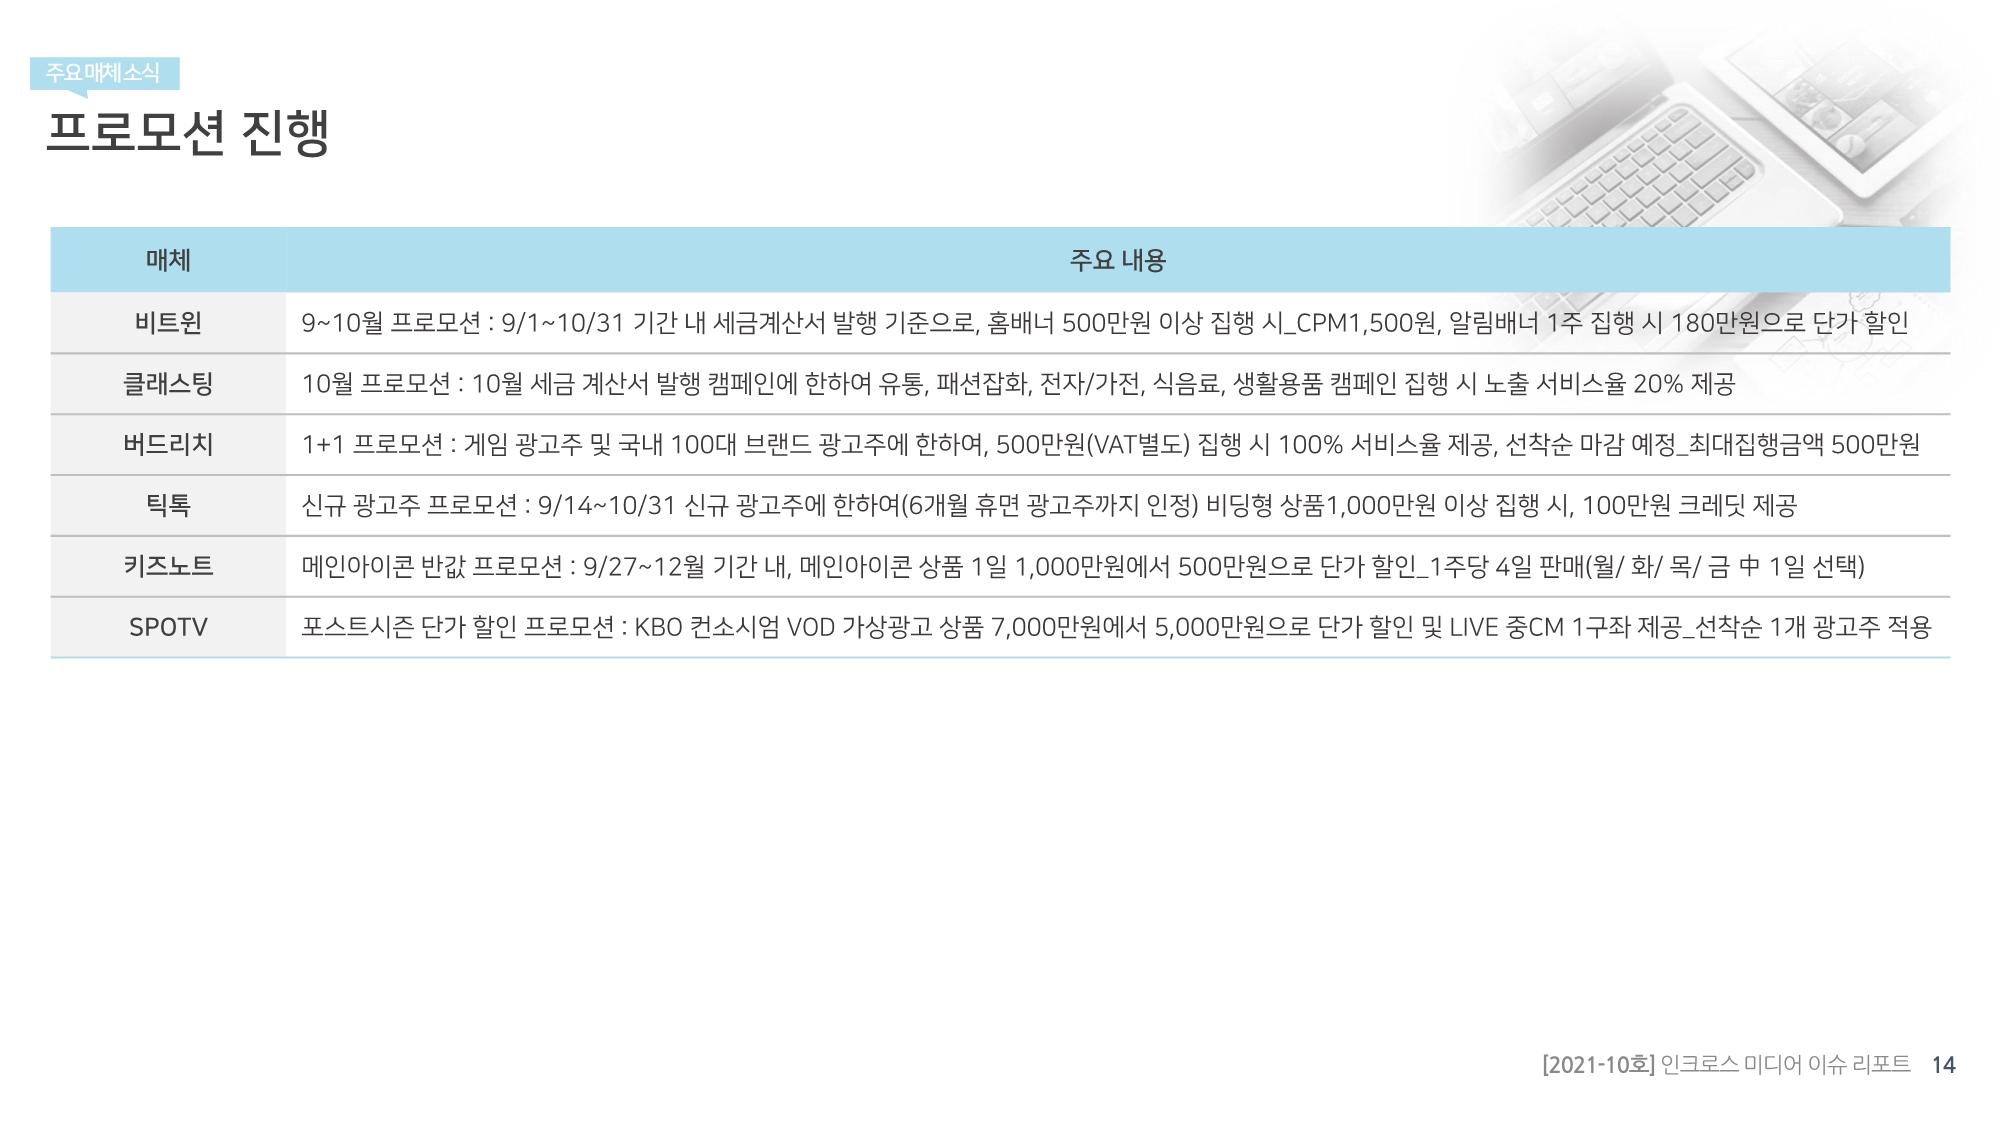 주요 매체 소식
프로모션 진행
매체 주요 내용
비트윈 9~10월 프로모션 : 9/1~10/31 기간 내 세금계산서 발행 기준으로, 홈배너 500만원 이상 집행 시_CPM1,500원, 알림배너 1주 집행 시 180만원으로 단가 할인
클래스팅 10월 프로모션 : 10월 세금 계산서 발행 캠페인에 한하여 유통, 패션잡화, 전자/가전, 식음료, 생활용품 캠페인 집행 시 노출 서비스율 20% 제공
버드리치 1+1 프로모션 : 게임 광고주 및 국내 100대 브랜드 광고주에 한하여, 500만원(VAT별도) 집행 시 100% 서비스율 제공, 선착순 마감 예정_최대집행금액 500만원
틱톡 신규 광고주 프로모션 : 9/14~10/31 신규 광고주에 한하여(6개월 휴면 광고주까지 인정) 비딩형 상품1,000만원 이상 집행 시, 100만원 크레딧 제공
키즈노트 메인아이콘 반값 프로모션 : 9/27~12월 기간 내, 메인아이콘 상품 1일 1,000만원에서 500만원으로 단가 할인_1주당 4일 판매(월/ 화/ 목/ 금 中 1일 선택)
SPOTV 포스트시즌 단가 할인 프로모션 : KBO 컨소시엄 VOD 가상광고 상품 7,000만원에서 5,000만원으로 단가 할인 및 LIVE 중CM 1구좌 제공_선착순 1개 광고주 적용
[2021-10호] 인크로스 미디어 이슈 리포트 14